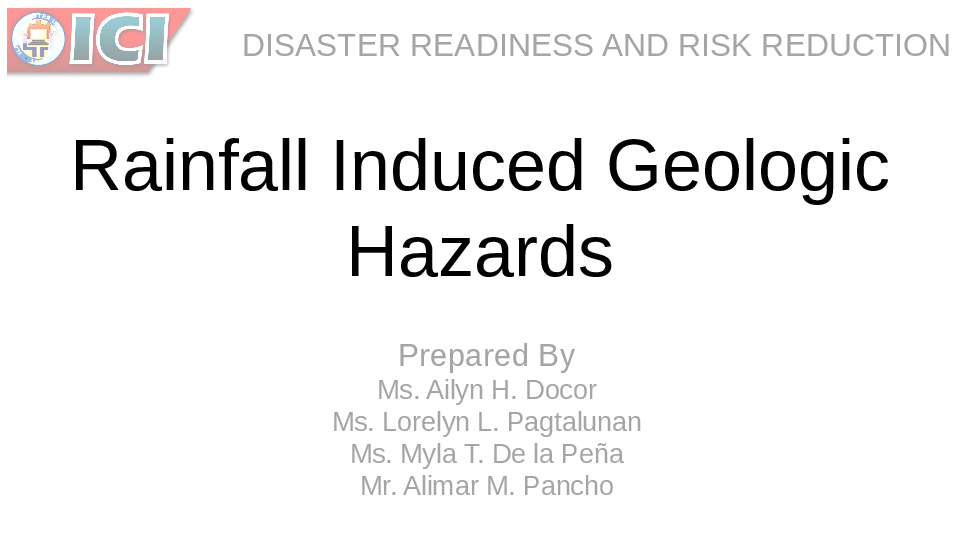 ICI
DISASTER READINESS AND RISK REDUCTION
Rainfall Induced Geologic
Hazards
Prepared By
Ms. Ailyn H. Docor
Ms. Lorelyn L. Pagtalunan
Ms. Myla T. De la Peña
Mr. Alimar M. Pancho